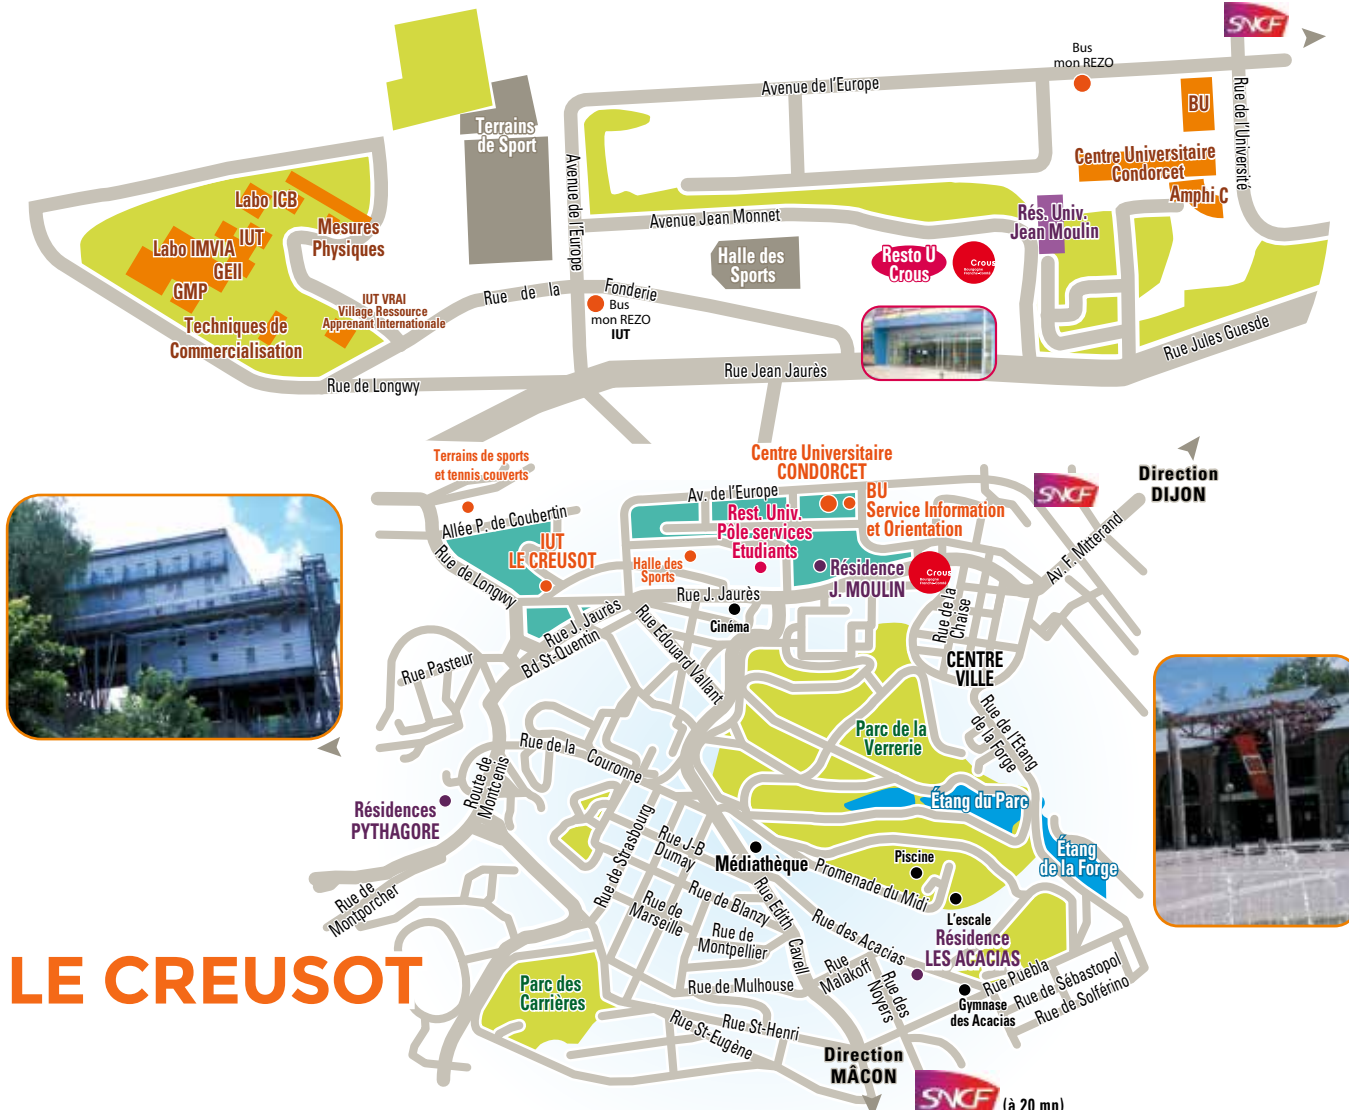 SNCF
Bus
mon REZO
Avenue de l'Europe
BU
Rue de l'Université
Terrains
de Sport
Centre Universitaire
Condorcet
Amphi C
Avenue de l'Europe
Labo ICB
Mesures
Physiques
IUT
Labo IMVIA
GEII
GMP
Avenue Jean Monnet
Rés. Univ.
Jean Moulin
Halle des
Sports
Resto U
Crous
Crous
Bourgogne
Franche-Comté
Rue de la Fonderie
IUT VRAI
Village Ressource
Apprenant Internationale
Bus
mon REZO
IUT
Techniques de
Commercialisation
Rue Jules Guesde
Rue Jean Jaurès
Rue de Longwy
Terrains de sports
et tennis couverts
Centre Universitaire
CONDORCET
Direction
DIJON
SNCF
Av. de l'Europe
BU
Service Information
et Orientation
Allée P. de Coubertin
Rest. Univ.
Pôle services
Etudiants
IUT
LE CREUSOT
Av. F. Mitterand
Rue de Longwy
Halle des
Sports
Résidence
J. MOULIN
Crous
Bourgogne
Franche-Comté
Rue J. Jaurès
Cinéma
Rue de la
Chaise
Rue J. Jaurès
Bd St-Quentin
Rue Edouard Vallant
Rue Pasteur
CENTRE
VILLE
Rue de l'Etang
de la Forge
Parc de la
Verrerie
Rue de la Couronne
Route de
Montcenis
Étang du Parc
Résidences
PYTHAGORE
Rue de Strasbourg
Rue J-B
Dumay
Médiathèque
Piscine
Étang
de la Forge
Promenade du Midi
Rue de
Montporcher
Rue de Blanzy
Rue de
Marseille
Rue Edith Cavell
Rue des Acacias
L'escale
Résidence
LES ACACIAS
Rue de
Montpellier
Rue
Malakoff
Rue des
Noyers
Rue Puebla
Rue de Sébastopol
Rue de Solférino
LE CREUSOT
Parc des
Carrières
Rue de Mulhouse
Gymnase
des Acacias
Rue St-Henri
Rue St-Eugène
Direction
MÂCON
SNCF
(à 20 mn)